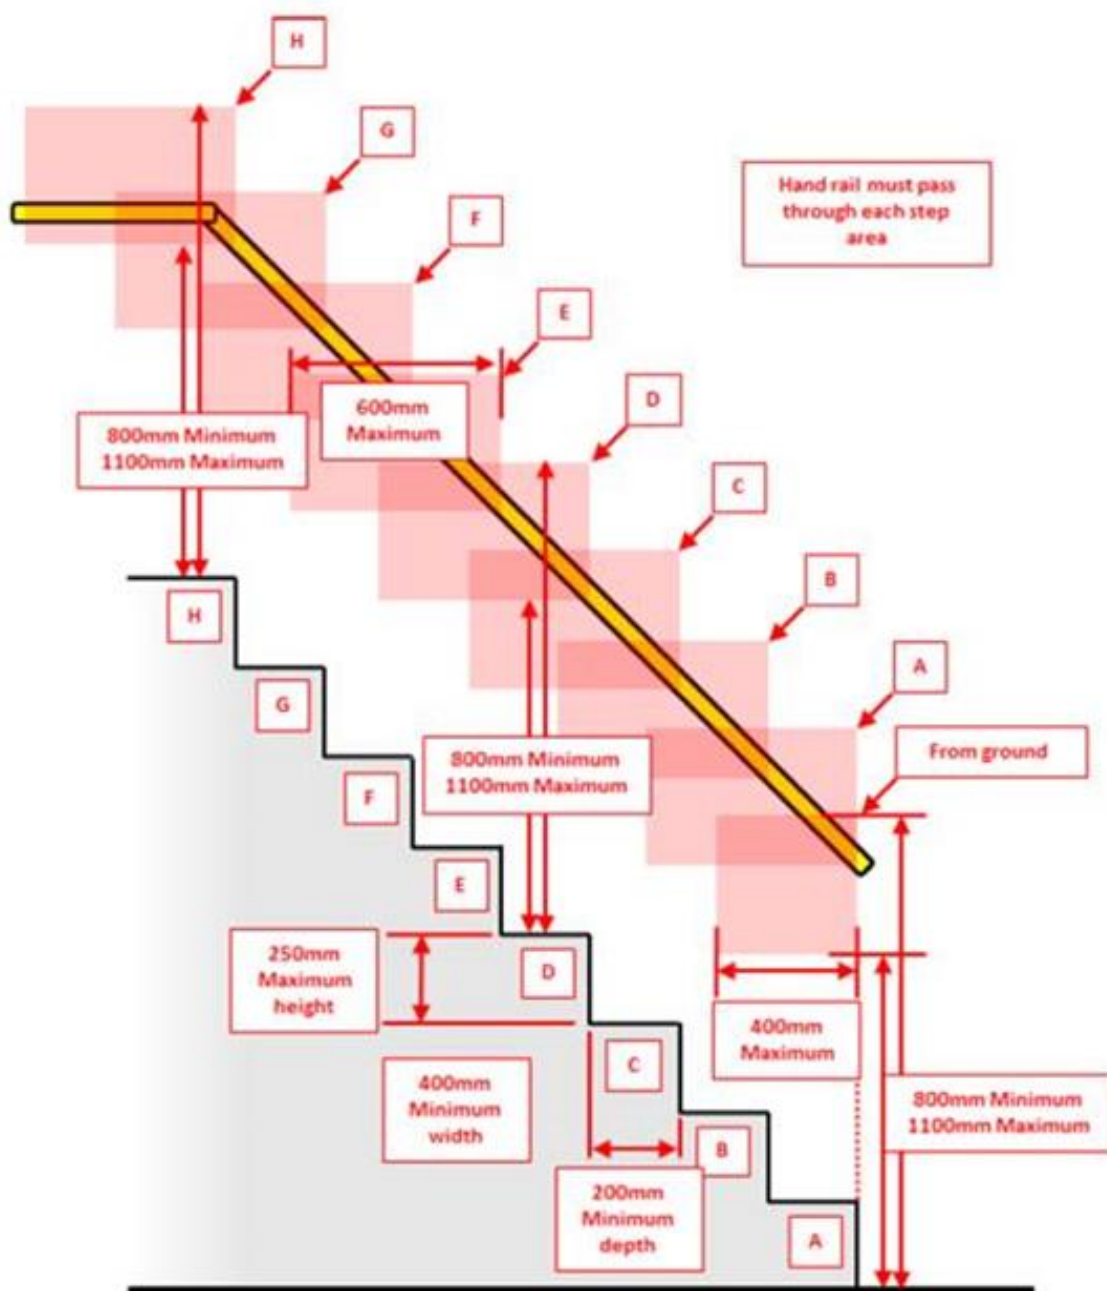 H
G
Hand rail must pass
through each step
area
F
E
D
600mm
Maximum
800mm Minimum
1100mm Maximum
C
B
H
A
G
From ground
800mm Minimum
1100mm Maximum
F
E
250mm
Maximum
height
D
400mm
Maximum
C
400mm
Minimum
width
800mm Minimum
1100mm Maximum
B
200mm
Minimum
depth
A